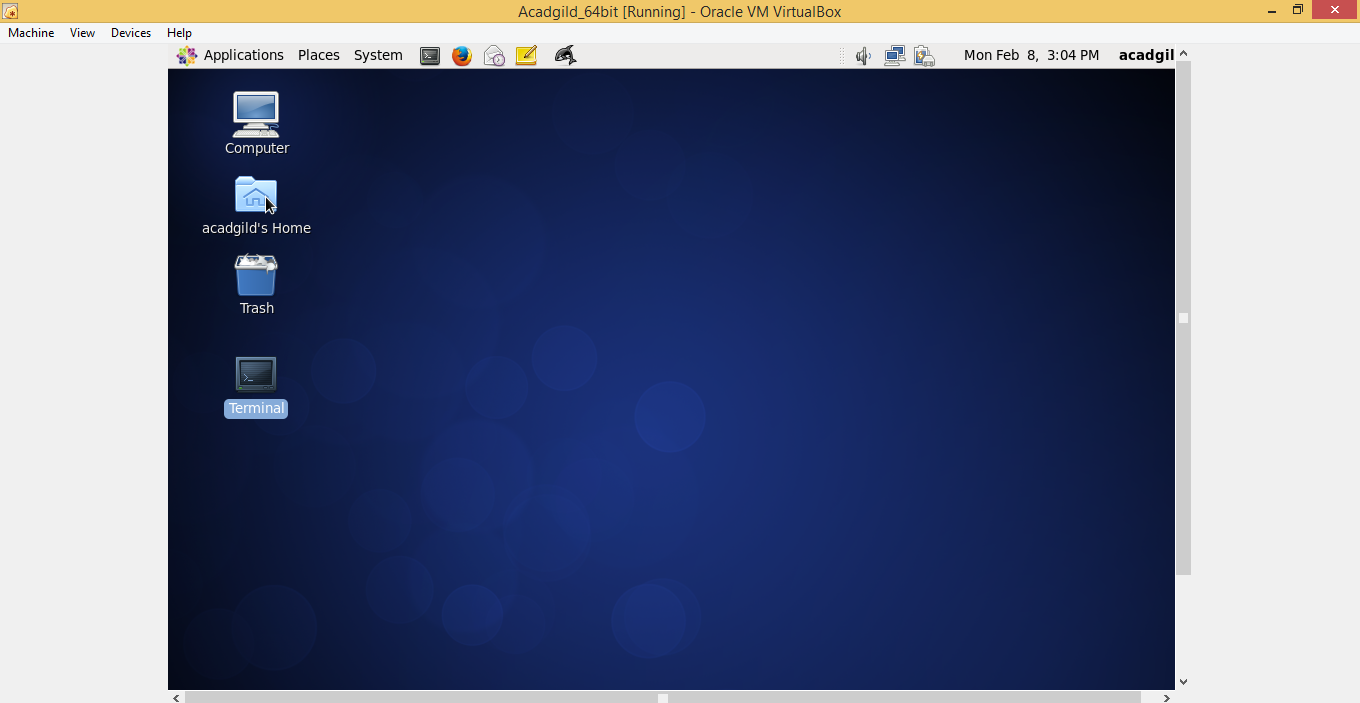 Acadgild_64bit [Running] - Oracle VM VirtualBox
Machine View Devices Help
Applications Places System Mon Feb 8, 3:04 PM acadgil
Computer
acadgild's Home
Trash
>_
Terminal